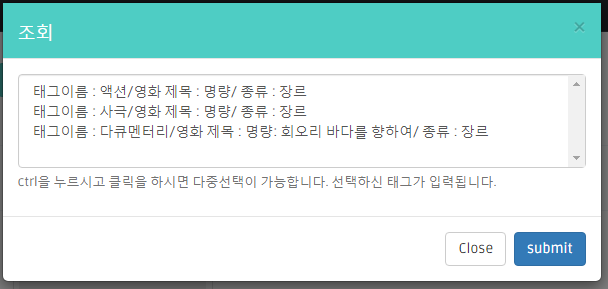 조회
×
태그이름 : 액션/영화 제목 : 명량/ 종류 : 장르
태그이름 : 사극/영화 제목 : 명량/ 종류 : 장르
태그이름 : 다큐멘터리/영화 제목 : 명량: 회오리 바다를 향하여/ 종류 : 장르
ctrl을 누르시고 클릭을 하시면 다중선택이 가능합니다. 선택하신 태그가 입력됩니다.
Close submit